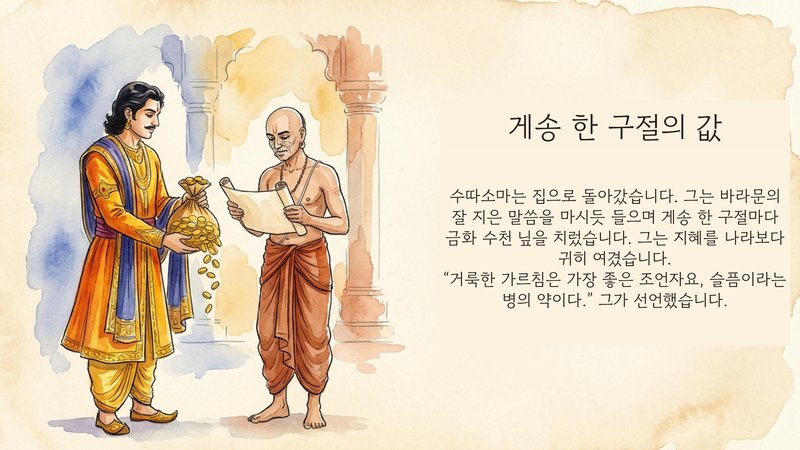 게송 한 구절의 값
수따소마는 집으로 돌아갔습니다. 그는 바라문의
잘 지은 말씀을 마시듯 들으며 게송 한 구절마다
금화 수천 닢을 치렀습니다. 그는 지혜를 나라보다
귀히 여겼습니다.
“거룩한 가르침은 가장 좋은 조언자요, 슬픔이라는
병의 약이다.” 그가 선언했습니다.